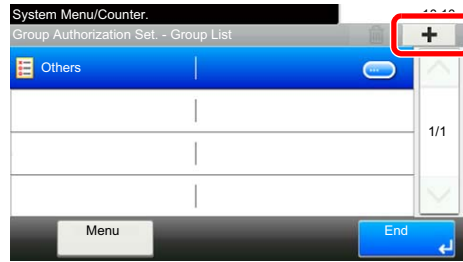 System Menu/Counter.
Group Authorization Set. - Group List
Others
1/1
Menu
End